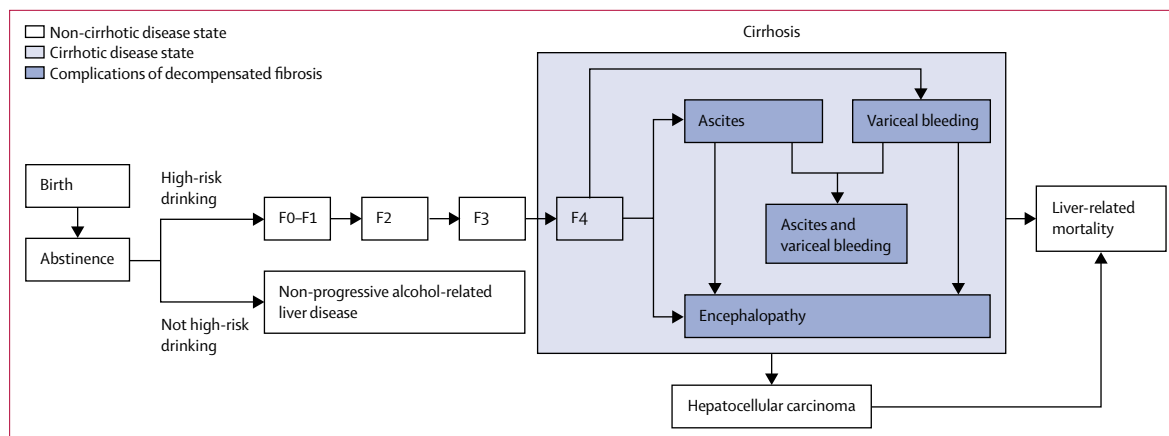 Non-cirrhotic disease state
Cirrhotic disease state
Complications of decompensated fibrosis
Cirrhosis
Ascites
Variceal bleeding
Birth
High-risk
drinking
F0–F1
F2
F3
F4
Ascites and
variceal bleeding
Liver-related
mortality
Abstinence
Non-progressive alcohol-related
liver disease
Not high-risk
drinking
Encephalopathy
Hepatocellular carcinoma